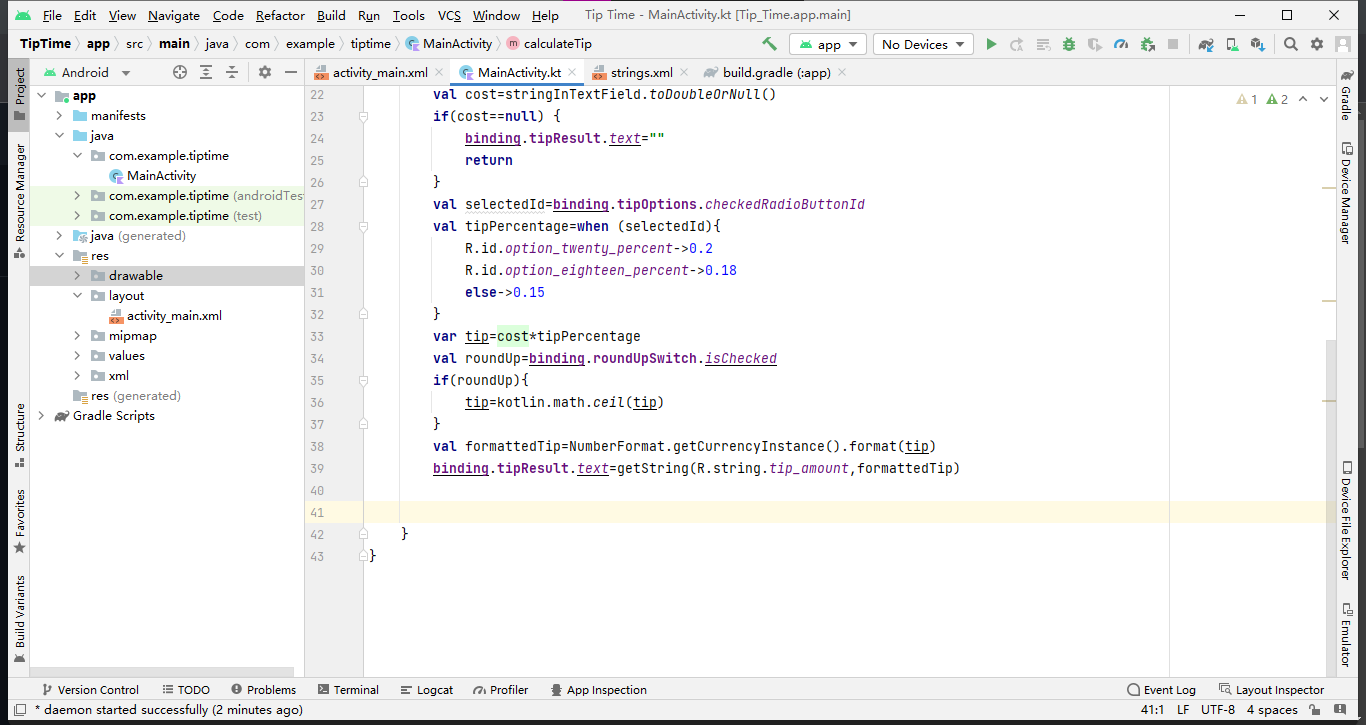 File Edit View Navigate Code Refactor Build Run Tools VCS Window Help Tip Time - MainActivity.kt [Tip_Time.app.main]
TipTime app src main java com example tiptime MainActivity calculateTip app No Devices
Project
Android
activity_main.xml MainActivity.kt strings.xml build.gradle (:app)
app
manifests
java
com.example.tiptime
MainActivity
com.example.tiptime (androidTes
com.example.tiptime (test)
java (generated)
res
drawable
layout
activity_main.xml
mipmap
values
xml
res (generated)
Gradle Scripts
Resource Manager
Structure
Favorites
Build Variants
1 2
22 val cost=stringInTextField.toDoubleOrNull()
23 if(cost==null) {
24 binding.tipResult.text=""
25 return
26 }
27 val selectedId=binding.tipOptions.checkedRadioButtonId
28 val tipPercentage=when (selectedId){
29 R.id.option_twenty_percent->0.2
30 R.id.option_eighteen_percent->0.18
31 else->0.15
32 }
33 var tip=cost*tipPercentage
34 val roundUp=binding.roundUpSwitch.isChecked
35 if(roundUp){
36 tip=kotlin.math.ceil(tip)
37 }
38 val formattedTip=NumberFormat.getCurrencyInstance().format(tip)
39 binding.tipResult.text=getString(R.string.tip_amount,formattedTip)
40
41
42 }
43 }
Gradle
Device Manager
Device File Explorer
Emulator
Version Control TODO Problems Terminal Logcat Profiler App Inspection Event Log Layout Inspector
* daemon started successfully (2 minutes ago) 41:1 LF UTF-8 4 spaces